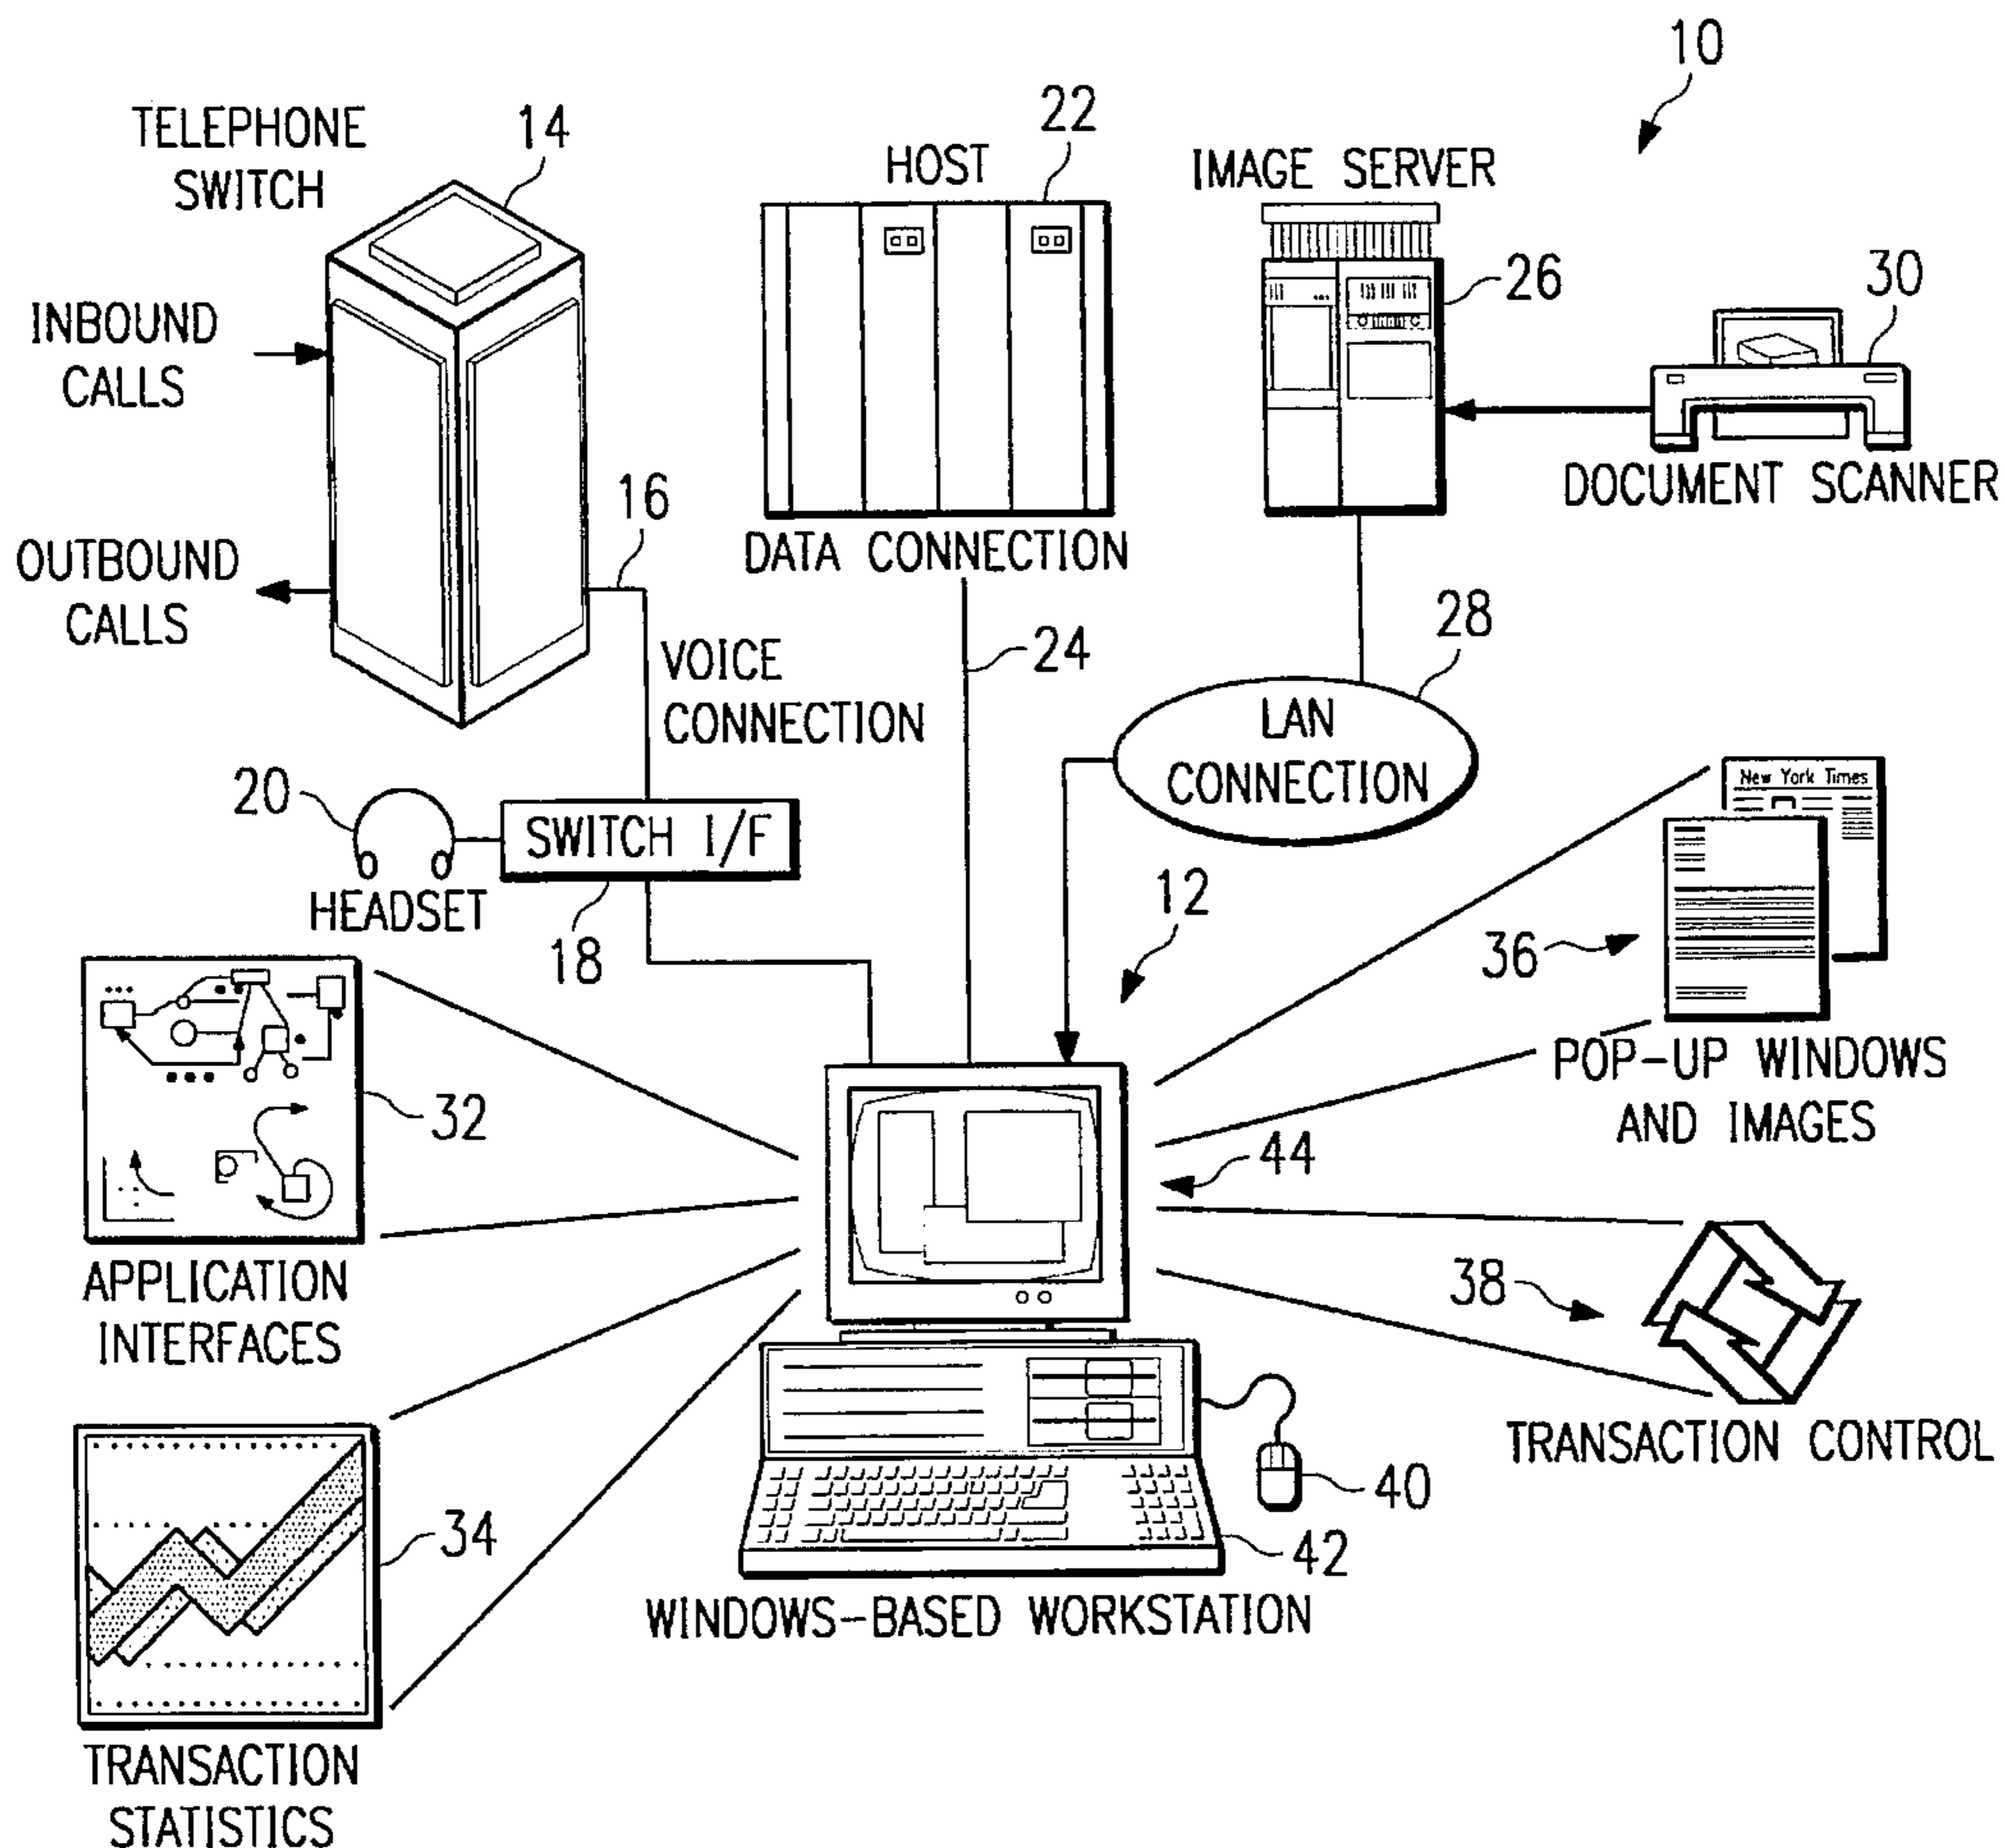 10
TELEPHONE
SWITCH
14
HOST
22
IMAGE SERVER
26
30
INBOUND
CALLS
DOCUMENT SCANNER
16
DATA CONNECTION
OUTBOUND
CALLS
VOICE
CONNECTION
24
28
LAN
CONNECTION
New York Times
20
SWITCH I/F
HEADSET
18
12
36
POP-UP WINDOWS
AND IMAGES
32
44
APPLICATION
INTERFACES
38
TRANSACTION CONTROL
40
34
42
WINDOWS-BASED WORKSTATION
TRANSACTION
STATISTICS